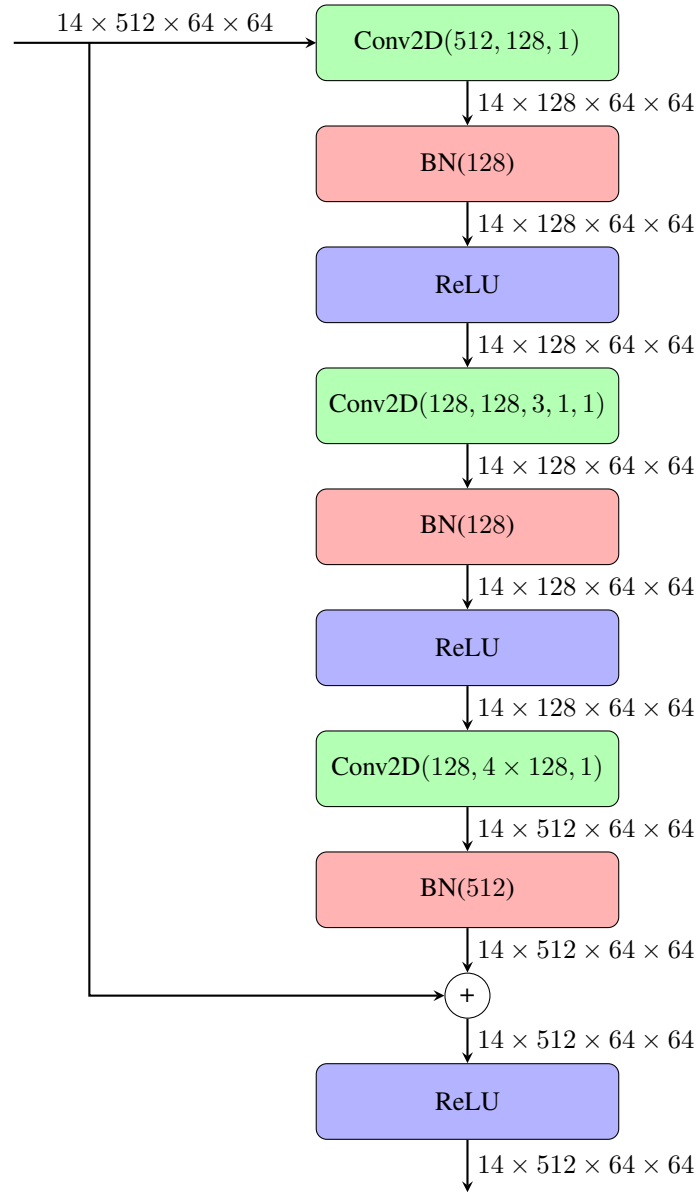 14 × 512 × 64 × 64
Conv2D(512, 128, 1)
14 × 128 × 64 × 64
BN(128)
14 × 128 × 64 × 64
ReLU
14 × 128 × 64 × 64
Conv2D(128, 128, 3, 1, 1)
14 × 128 × 64 × 64
BN(128)
14 × 128 × 64 × 64
ReLU
14 × 128 × 64 × 64
Conv2D(128, 4 × 128, 1)
14 × 512 × 64 × 64
BN(512)
14 × 512 × 64 × 64
+
14 × 512 × 64 × 64
ReLU
14 × 512 × 64 × 64